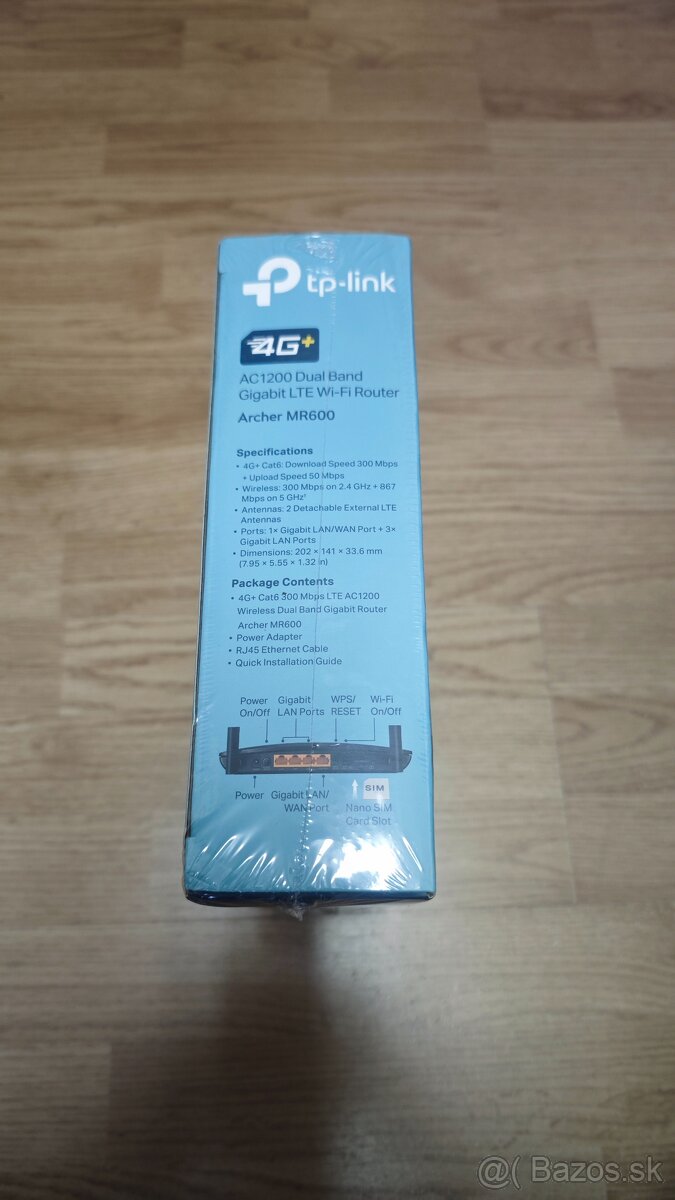 tp-link
4G+
AC1200 Dual Band
Gigabit LTE Wi-Fi Router
Archer MR600
Specifications
• 4G+ Cat6: Download Speed 300 Mbps
+ Upload Speed 50 Mbps
• Wireless: 300 Mbps on 2.4 GHz + 867
Mbps on 5 GHz†
• Antennas: 2 Detachable External LTE
Antennas
• Ports: 1× Gigabit LAN/WAN Port + 3×
Gigabit LAN Ports
• Dimensions: 202 × 141 × 33.6 mm
(7.95 × 5.55 × 1.32 in)
Package Contents
• 4G+ Cat6 300 Mbps LTE AC1200
Wireless Dual Band Gigabit Router
Archer MR600
• Power Adapter
• RJ45 Ethernet Cable
• Quick Installation Guide
Power Gigabit WPS/ Wi-Fi
On/Off LAN Ports RESET On/Off
SIM
Power Gigabit LAN/ Nano SIM
WAN Port Card Slot
@( Bazos.sk